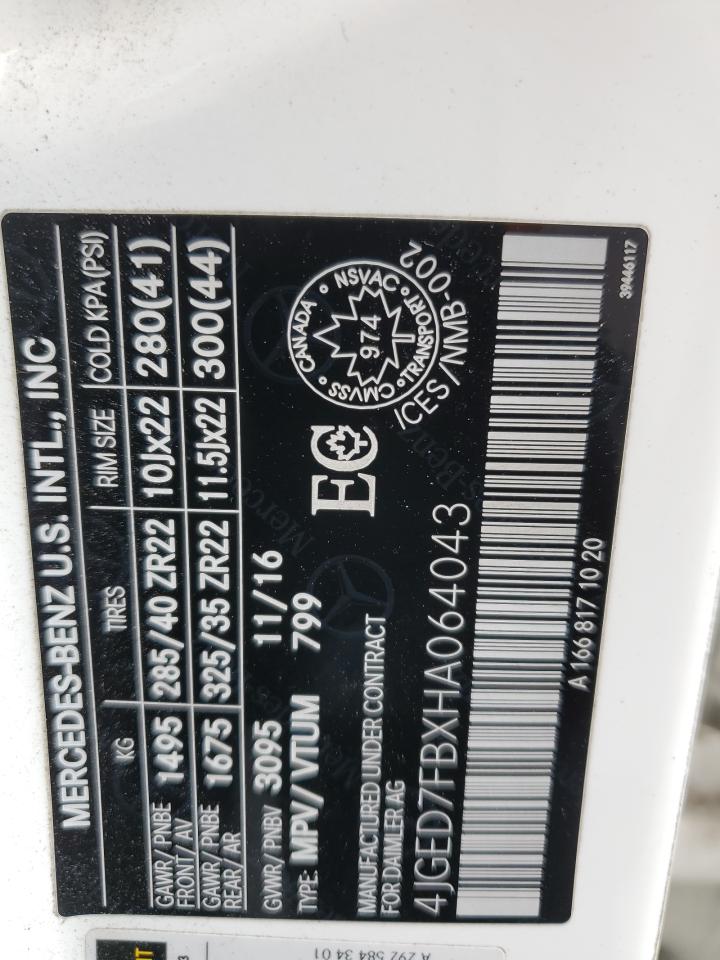 MERCEDES-BENZ U.S. INTL., INC
KG TIRES RIM SIZE COLD KPA(PSI)
GAWR/PNBE FRONT/AV 1495 285/40 ZR22 10Jx22 280(41)
GAWR/PNBE REAR/AR 1675 325/35 ZR22 11.5Jx22 300(44)
GVWR/PNBV 3095 11/16
TYPE: MPV/VTUM 799
MANUFACTURED UNDER CONTRACT
FOR DAIMLER AG
EC
CANADA • NSVAC • TRANSPORT • CMVSS •
974
/CES/NMB-002
4JGED7FBXHA064043
A 166 817 10 20
39446117
A 292 584 34 01